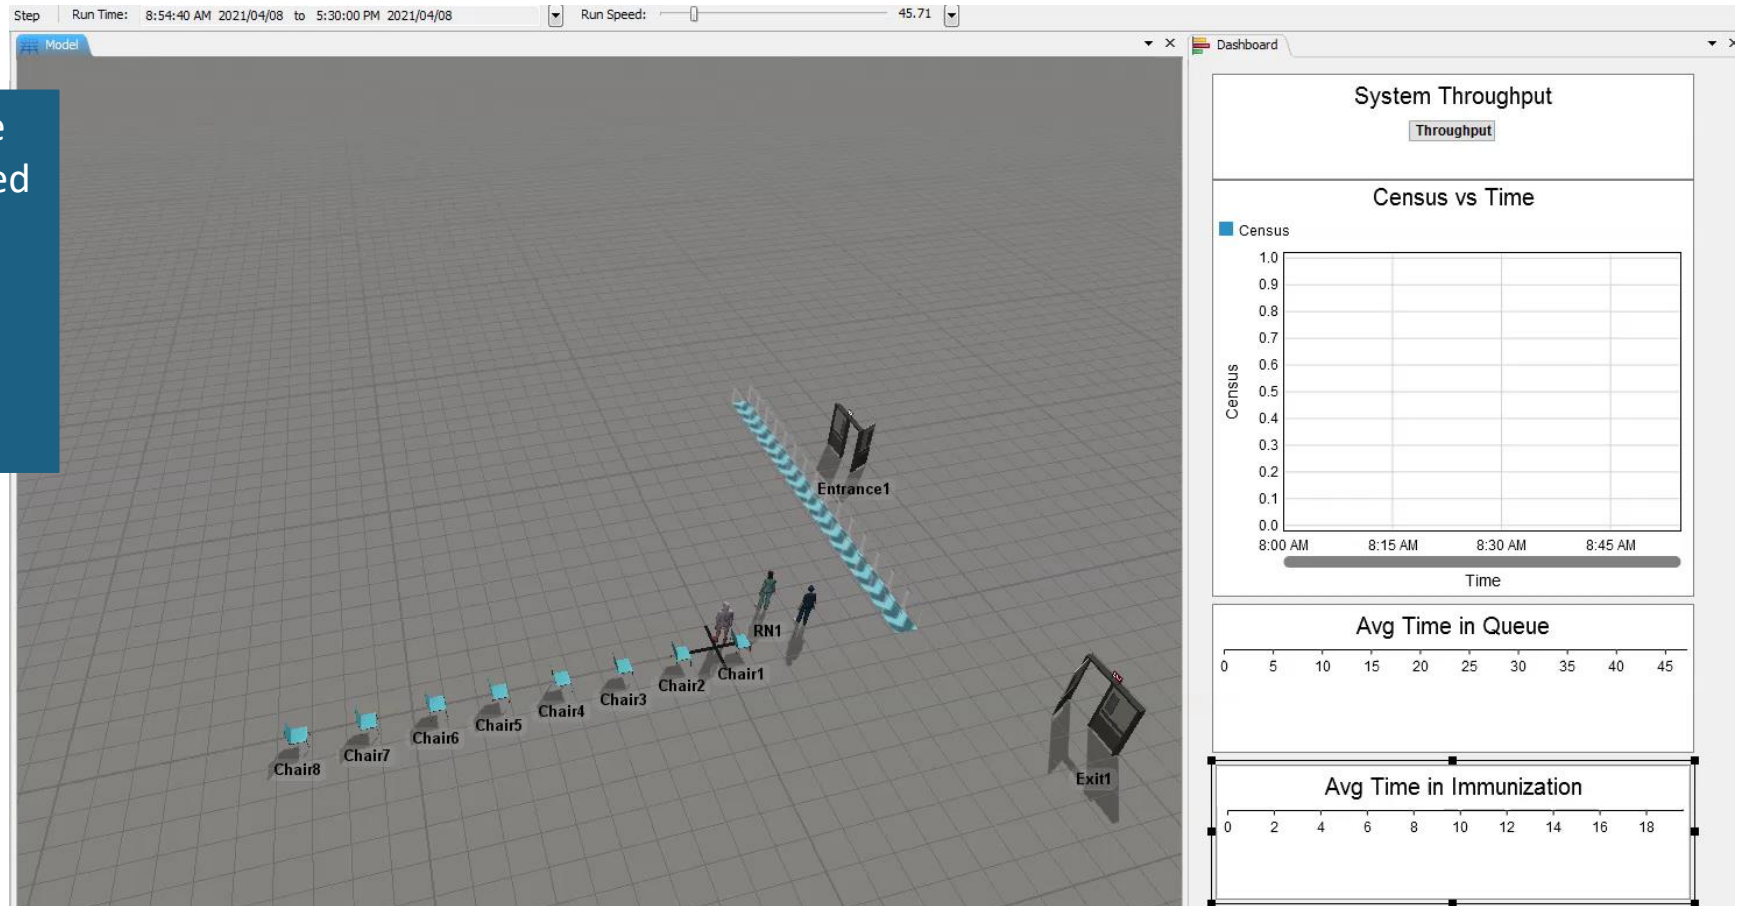 Step Run Time: 8:54:40 AM 2021/04/08 to 5:30:00 PM 2021/04/08 Run Speed: 45.71
Model
Dashboard
ed
System Throughput
Throughput
Census vs Time
Census
1.0
0.9
0.8
0.7
0.6
0.5
0.4
0.3
0.2
0.1
0.0
Census
8:00 AM 8:15 AM 8:30 AM 8:45 AM
Time
Entrance1
RN1
Chair1
Chair2
Chair3
Chair4
Chair5
Chair6
Chair7
Chair8
Exit1
Avg Time in Queue
0 5 10 15 20 25 30 35 40 45
Avg Time in Immunization
0 2 4 6 8 10 12 14 16 18